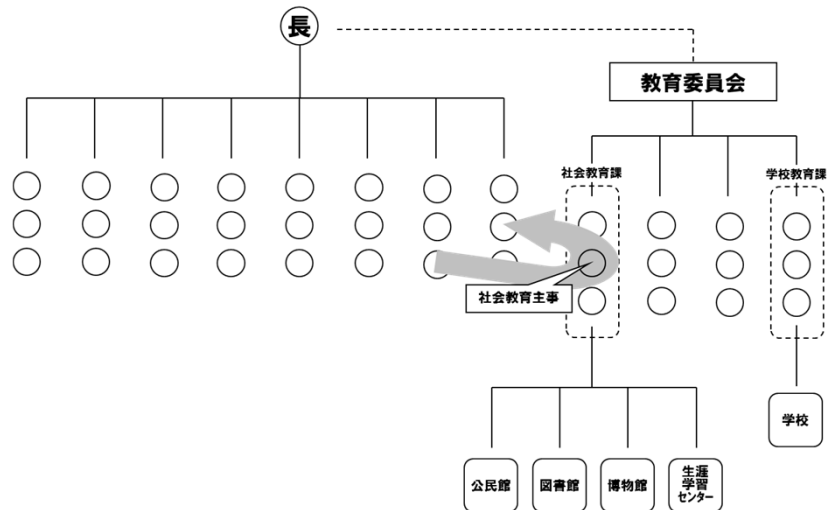 長
教育委員会
社会教育課
学校教育課
社会教育主事
学校
公民館
図書館
博物館
生涯
学習
センター